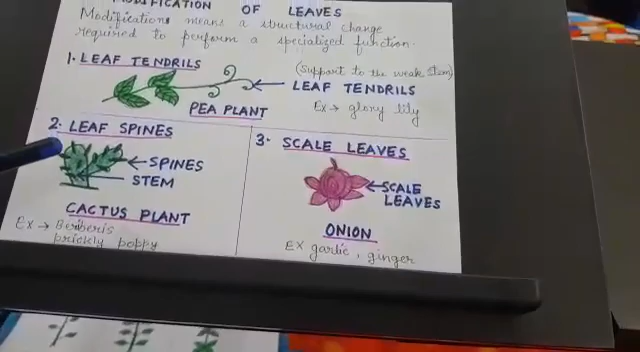 MODIFICATION OF LEAVES
Modifications means a structural change
required to perform a specialized function.
1. LEAF TENDRILS
(Support to the weak stem)
LEAF TENDRILS
PEA PLANT
Ex → glory lily
2. LEAF SPINES
SPINES
STEM
CACTUS PLANT
Ex → Berberis
prickly poppy
3. SCALE LEAVES
SCALE
LEAVES
ONION
Ex garlic, ginger